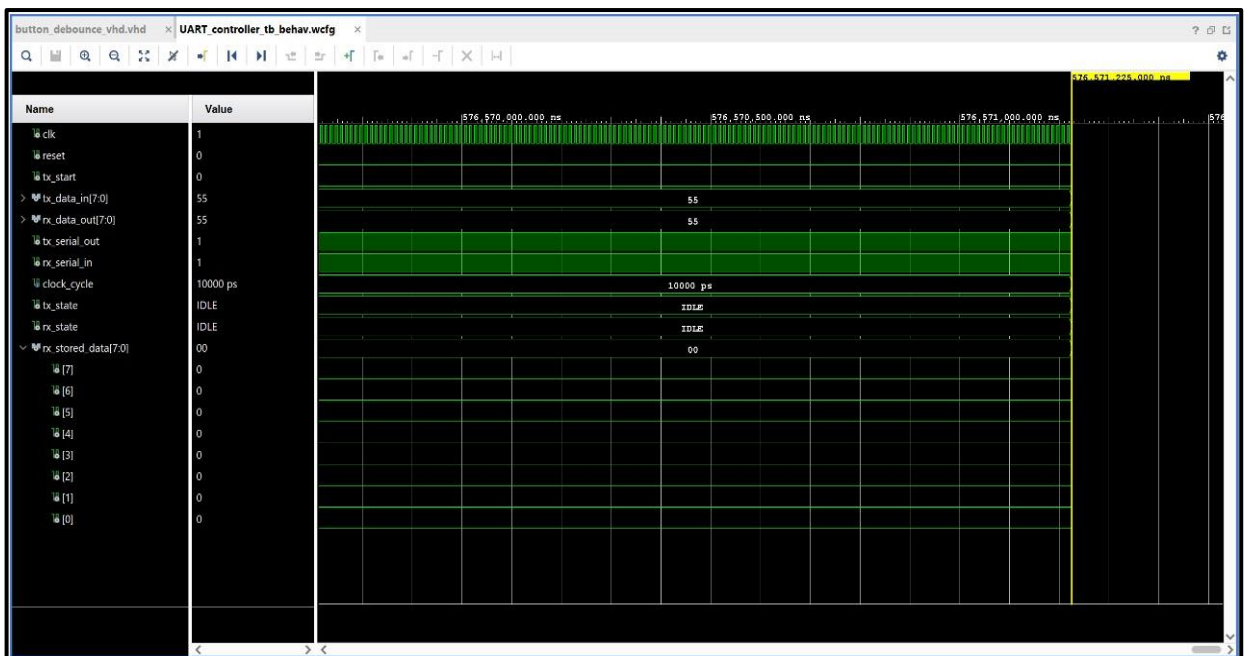 button_debounce_vhd.vhd × UART_controller_tb_behav.wcfg ×
?
576,571,225.000 ns
Name Value
576,570,000.000 ns 576,570,500.000 ns 576,571,000.000 ns 576
clk 1
reset 0
tx_start 0
tx_data_in[7:0] 55 55
rx_data_out[7:0] 55 55
tx_serial_out 1
rx_serial_in 1
clock_cycle 10000 ps 10000 ps
tx_state IDLE IDLE
rx_state IDLE IDLE
rx_stored_data[7:0] 00 00
[7] 0
[6] 0
[5] 0
[4] 0
[3] 0
[2] 0
[1] 0
[0] 0